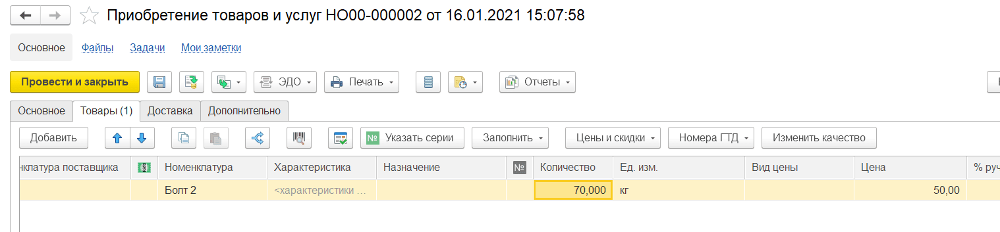 Приобретение товаров и услуг НО00-000002 от 16.01.2021 15:07:58
Основное Файлы Задачи Мои заметки
Провести и закрыть ЭДО Печать Отчеты
Основное Товары (1) Доставка Дополнительно
Добавить № Указать серии Заполнить Цены и скидки Номера ГТД Изменить качество
нклатура поставщика Номенклатура Характеристика Назначение № Количество Ед. изм. Вид цены Цена % руч
Болт 2 <характеристики ... 70,000 кг 50,00